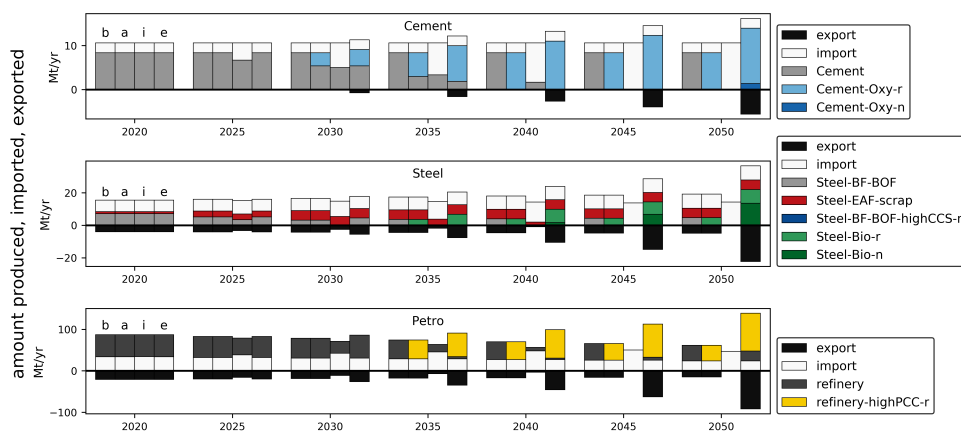 amount produced, imported, exported
Cement
b a i e
Mt/yr
10
0
2020 2025 2030 2035 2040 2045 2050
export
import
Cement
Cement-Oxy-r
Cement-Oxy-n
Steel
b a i e
Mt/yr
20
0
−20
2020 2025 2030 2035 2040 2045 2050
export
import
Steel-BF-BOF
Steel-EAF-scrap
Steel-BF-BOF-highCCS-r
Steel-Bio-r
Steel-Bio-n
Petro
b a i e
Mt/yr
100
0
−100
2020 2025 2030 2035 2040 2045 2050
export
import
refinery
refinery-highPCC-r